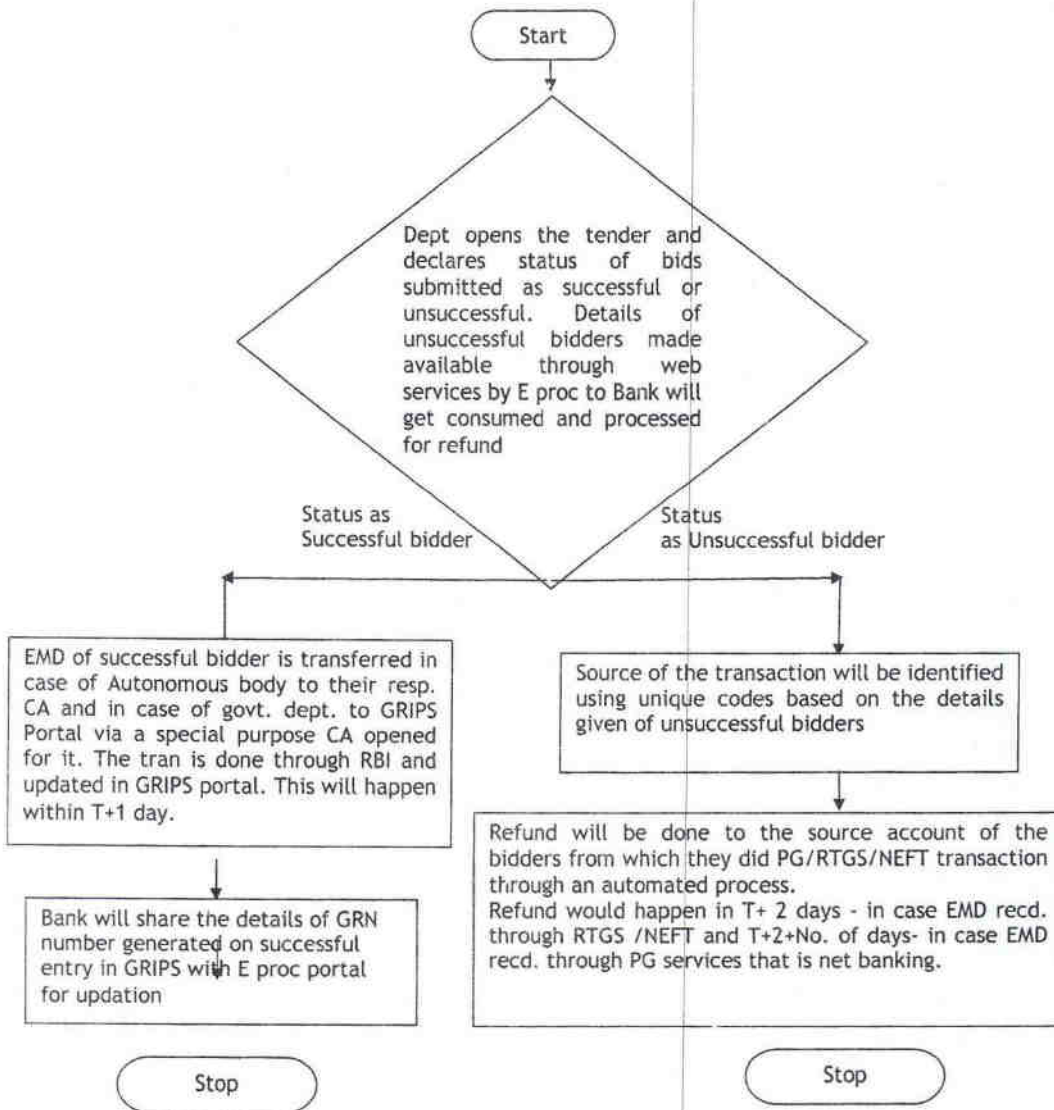 Start
Dept opens the tender and
declares status of bids
submitted as successful or
unsuccessful. Details of
unsuccessful bidders made
available through web
services by E proc to Bank will
get consumed and processed
for refund
Status as
Successful bidder
Status
as Unsuccessful bidder
EMD of successful bidder is transferred in
case of Autonomous body to their resp.
CA and in case of govt. dept. to GRIPS
Portal via a special purpose CA opened
for it. The tran is done through RBI and
updated in GRIPS portal. This will happen
within T+1 day.
Bank will share the details of GRN
number generated on successful
entry in GRIPS with E proc portal
for updation
Stop
Source of the transaction will be identified
using unique codes based on the details
given of unsuccessful bidders
Refund will be done to the source account of the
bidders from which they did PG/RTGS/NEFT transaction
through an automated process.
Refund would happen in T+ 2 days - in case EMD recd.
through RTGS /NEFT and T+2+No. of days- in case EMD
recd. through PG services that is net banking.
Stop